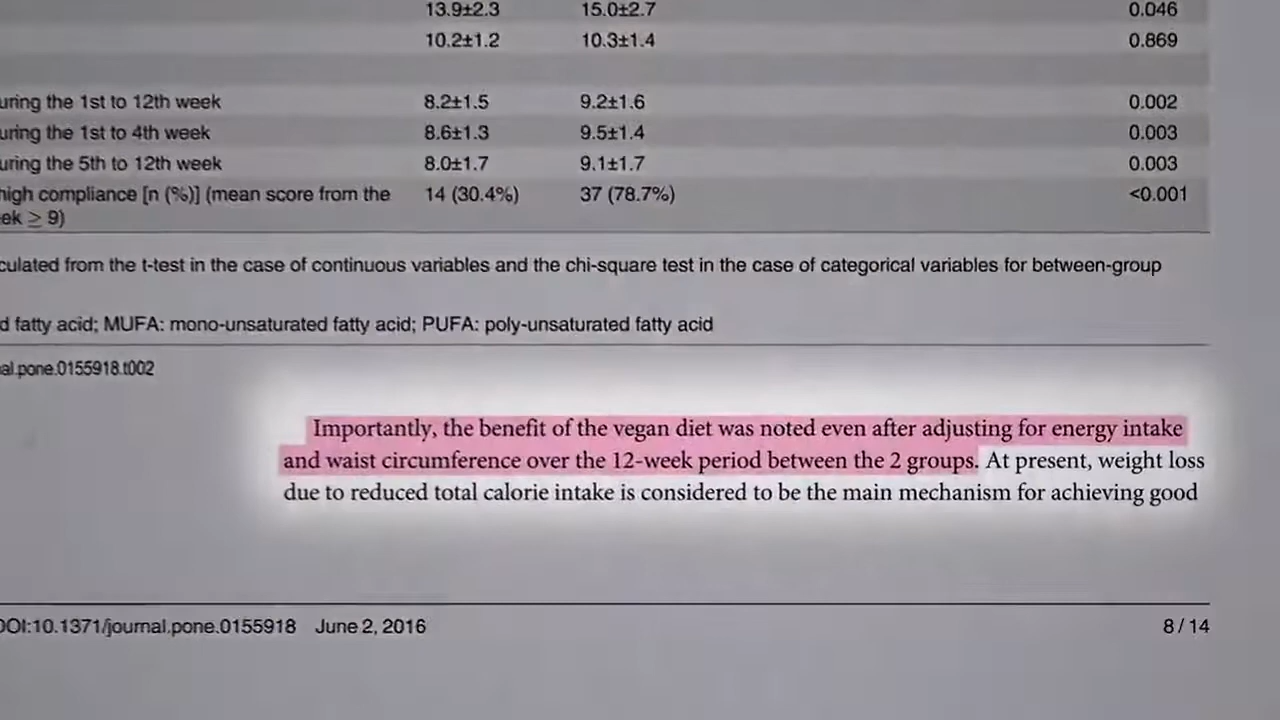 13.9±2.3 15.0±2.7 0.046
10.2±1.2 10.3±1.4 0.869
uring the 1st to 12th week 8.2±1.5 9.2±1.6 0.002
uring the 1st to 4th week 8.6±1.3 9.5±1.4 0.003
uring the 5th to 12th week 8.0±1.7 9.1±1.7 0.003
high compliance [n (%)] (mean score from the 14 (30.4%) 37 (78.7%) <0.001
ek ≥ 9)
culated from the t-test in the case of continuous variables and the chi-square test in the case of categorical variables for between-group
d fatty acid; MUFA: mono-unsaturated fatty acid; PUFA: poly-unsaturated fatty acid
al.pone.0155918.t002
Importantly, the benefit of the vegan diet was noted even after adjusting for energy intake
and waist circumference over the 12-week period between the 2 groups. At present, weight loss
due to reduced total calorie intake is considered to be the main mechanism for achieving good
DOI:10.1371/journal.pone.0155918 June 2, 2016 8 / 14